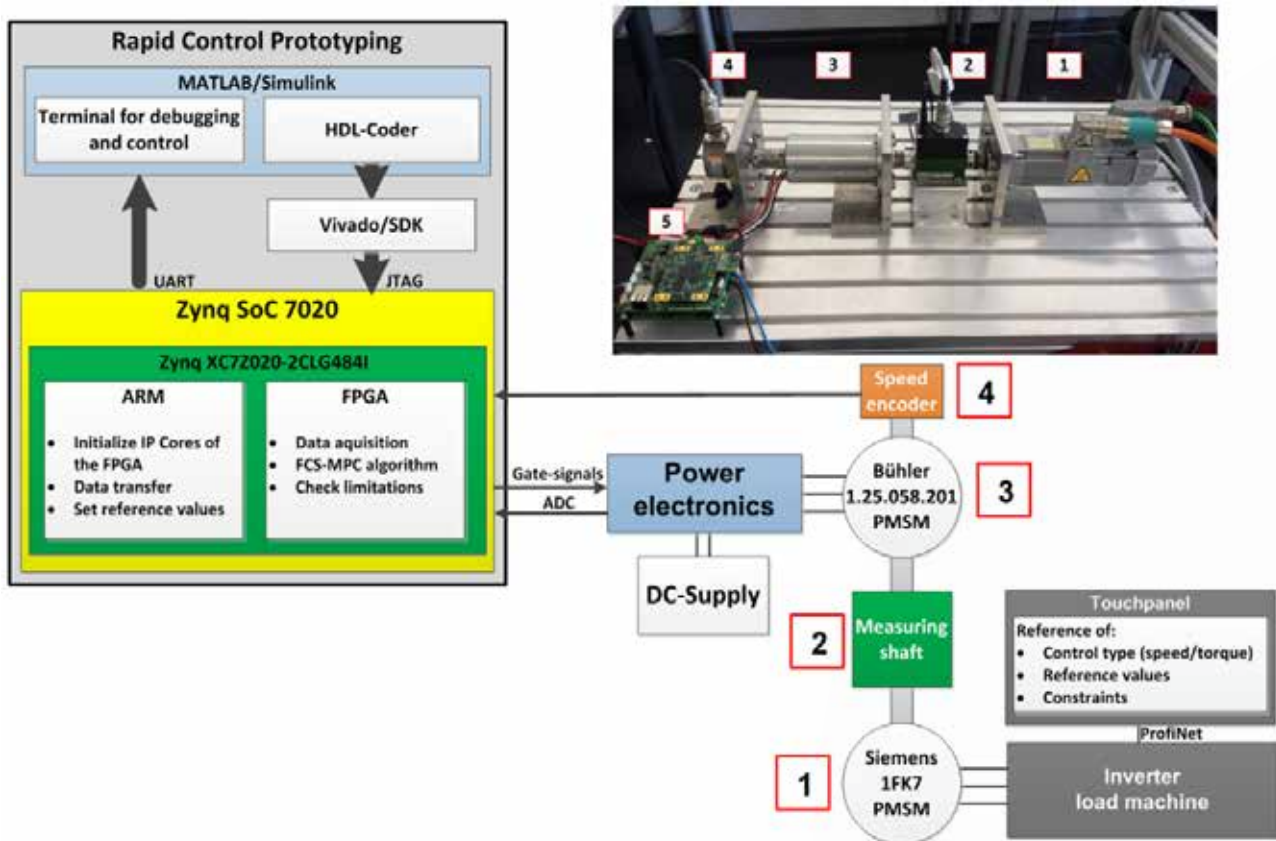 Rapid Control Prototyping
MATLAB/Simulink
Terminal for debugging
and control
HDL-Coder
Vivado/SDK
UART
JTAG
Zynq SoC 7020
Zynq XC72020-2CLG484I
ARM
• Initialize IP Cores of
the FPGA
• Data transfer
• Set reference values
FPGA
• Data aquisition
• FCS-MPC algorithm
• Check limitations
4
3
2
1
5
Speed
encoder
4
Gate-signals
ADC
Power
electronics
Bühler
1.25.058.201
PMSM
3
DC-Supply
2
Measuring
shaft
Touchpanel
Reference of:
• Control type (speed/torque)
• Reference values
• Constraints
ProfiNet
1
Siemens
1FK7
PMSM
Inverter
load machine